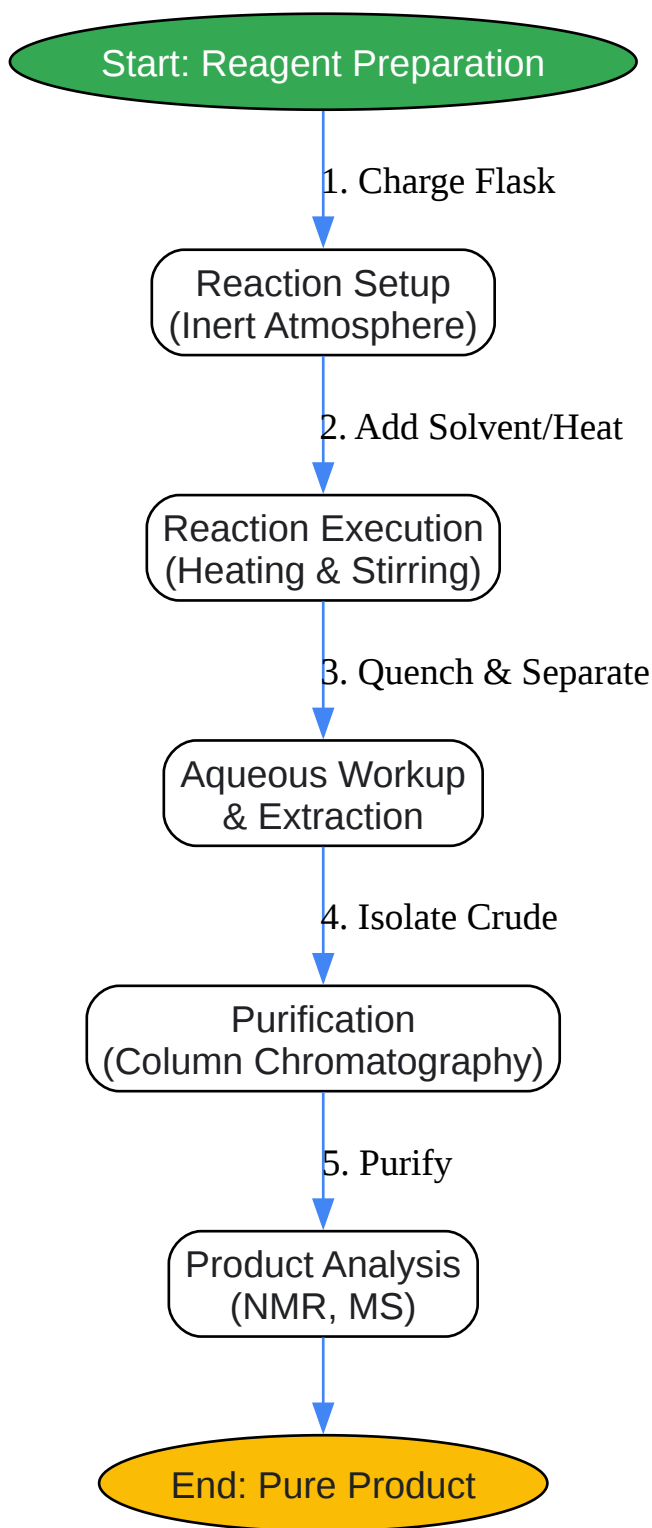 Start: Reagent Preparation
1. Charge Flask
Reaction Setup
(Inert Atmosphere)
2. Add Solvent/Heat
Reaction Execution
(Heating & Stirring)
3. Quench & Separate
Aqueous Workup
& Extraction
4. Isolate Crude
Purification
(Column Chromatography)
5. Purify
Product Analysis
(NMR, MS)
End: Pure Product